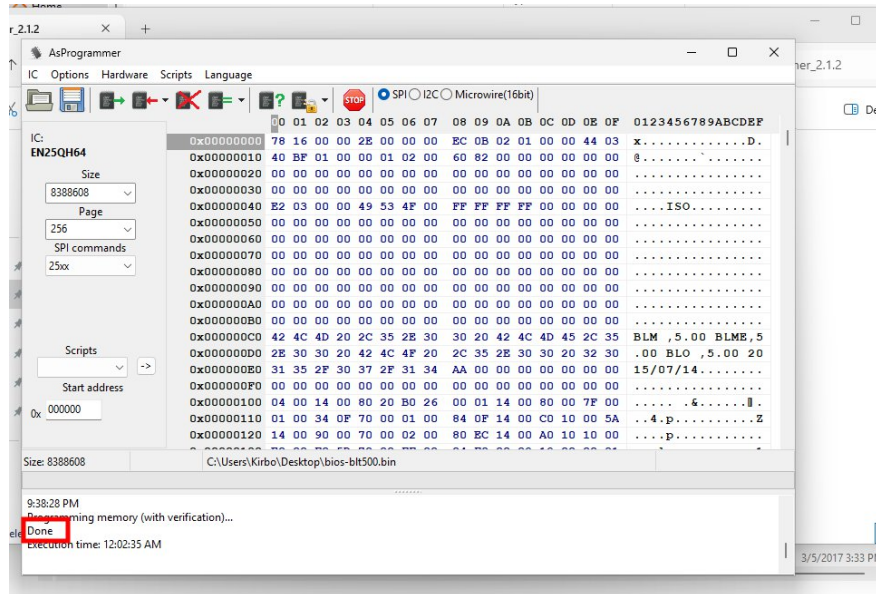 Home
r_2.1.2
AsProgrammer
IC Options Hardware Scripts Language
er_2.1.2
STOP
SPI I2C Microwire(16bit)
De
00 01 02 03 04 05 06 07 08 09 0A 0B 0C 0D 0E 0F 0123456789ABCDEF
IC:
EN25QH64
Size
8388608
Page
256
SPI commands
25xx
Scripts
->
Start address
0x 000000
0x00000000 78 16 00 00 2E 00 00 00 EC 0B 02 01 00 00 44 03 x.............D.
0x00000010 40 BF 01 00 00 01 02 00 60 82 00 00 00 00 00 00 @.......`.......
0x00000020 00 00 00 00 00 00 00 00 00 00 00 00 00 00 00 00 ................
0x00000030 00 00 00 00 00 00 00 00 00 00 00 00 00 00 00 00 ................
0x00000040 E2 03 00 00 49 53 4F 00 FF FF FF FF 00 00 00 00 ....ISO.........
0x00000050 00 00 00 00 00 00 00 00 00 00 00 00 00 00 00 00 ................
0x00000060 00 00 00 00 00 00 00 00 00 00 00 00 00 00 00 00 ................
0x00000070 00 00 00 00 00 00 00 00 00 00 00 00 00 00 00 00 ................
0x00000080 00 00 00 00 00 00 00 00 00 00 00 00 00 00 00 00 ................
0x00000090 00 00 00 00 00 00 00 00 00 00 00 00 00 00 00 00 ................
0x000000A0 00 00 00 00 00 00 00 00 00 00 00 00 00 00 00 00 ................
0x000000B0 00 00 00 00 00 00 00 00 00 00 00 00 00 00 00 00 ................
0x000000C0 42 4C 4D 20 2C 35 2E 30 30 20 42 4C 4D 45 2C 35 BLM ,5.00 BLME,5
0x000000D0 2E 30 30 20 42 4C 4F 20 2C 35 2E 30 30 20 32 30 .00 BLO ,5.00 20
0x000000E0 31 35 2F 30 37 2F 31 34 AA 00 00 00 00 00 00 00 15/07/14........
0x000000F0 00 00 00 00 00 00 00 00 00 00 00 00 00 00 00 00 ................
0x00000100 04 00 14 00 80 20 B0 26 00 01 14 00 80 00 7F 00 ..... .&........
0x00000110 01 00 34 0F 70 00 01 00 84 0F 14 00 C0 10 00 5A ..4.p..........Z
0x00000120 14 00 90 00 70 00 02 00 80 EC 14 00 A0 10 10 00 ....p...........
Size: 8388608 C:\Users\Kirbo\Desktop\bios-blt500.bin
9:38:28 PM
Programming memory (with verification)...
Done
Execution time: 12:02:35 AM
3/5/2017 3:33 P